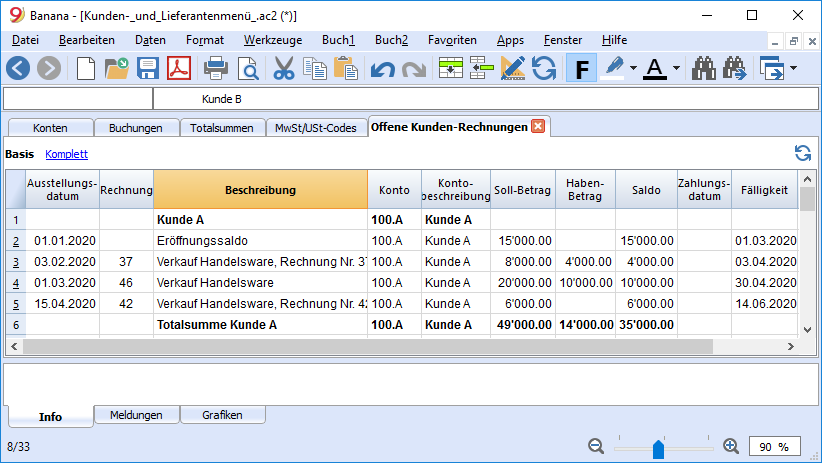 Banana - [Kunden-_und_Lieferantenmenü_.ac2 (*)]
Datei Bearbeiten Daten Format Werkzeuge Buch1 Buch2 Favoriten Apps Fenster Hilfe
F A
Kunde B
Konten Buchungen Totalsummen MwSt/USt-Codes Offene Kunden-Rechnungen
Basis Komplett
Ausstellungs- Konto- Haben- Zahlungs-
datum Rechnung Beschreibung Konto beschreibung Soll-Betrag Betrag Saldo datum Fälligkeit
1 Kunde A 100.A Kunde A
2 01.01.2020 Eröffnungssaldo 100.A Kunde A 15'000.00 15'000.00 01.03.2020
3 03.02.2020 37 Verkauf Handelsware, Rechnung Nr. 37 100.A Kunde A 8'000.00 4'000.00 4'000.00 03.04.2020
4 01.03.2020 46 Verkauf Handelsware 100.A Kunde A 20'000.00 10'000.00 10'000.00 30.04.2020
5 15.04.2020 42 Verkauf Handelsware, Rechnung Nr. 42 100.A Kunde A 6'000.00 6'000.00 14.06.2020
6 Totalsumme Kunde A 100.A Kunde A 49'000.00 14'000.00 35'000.00
Info Meldungen Grafiken
8/33 90 %